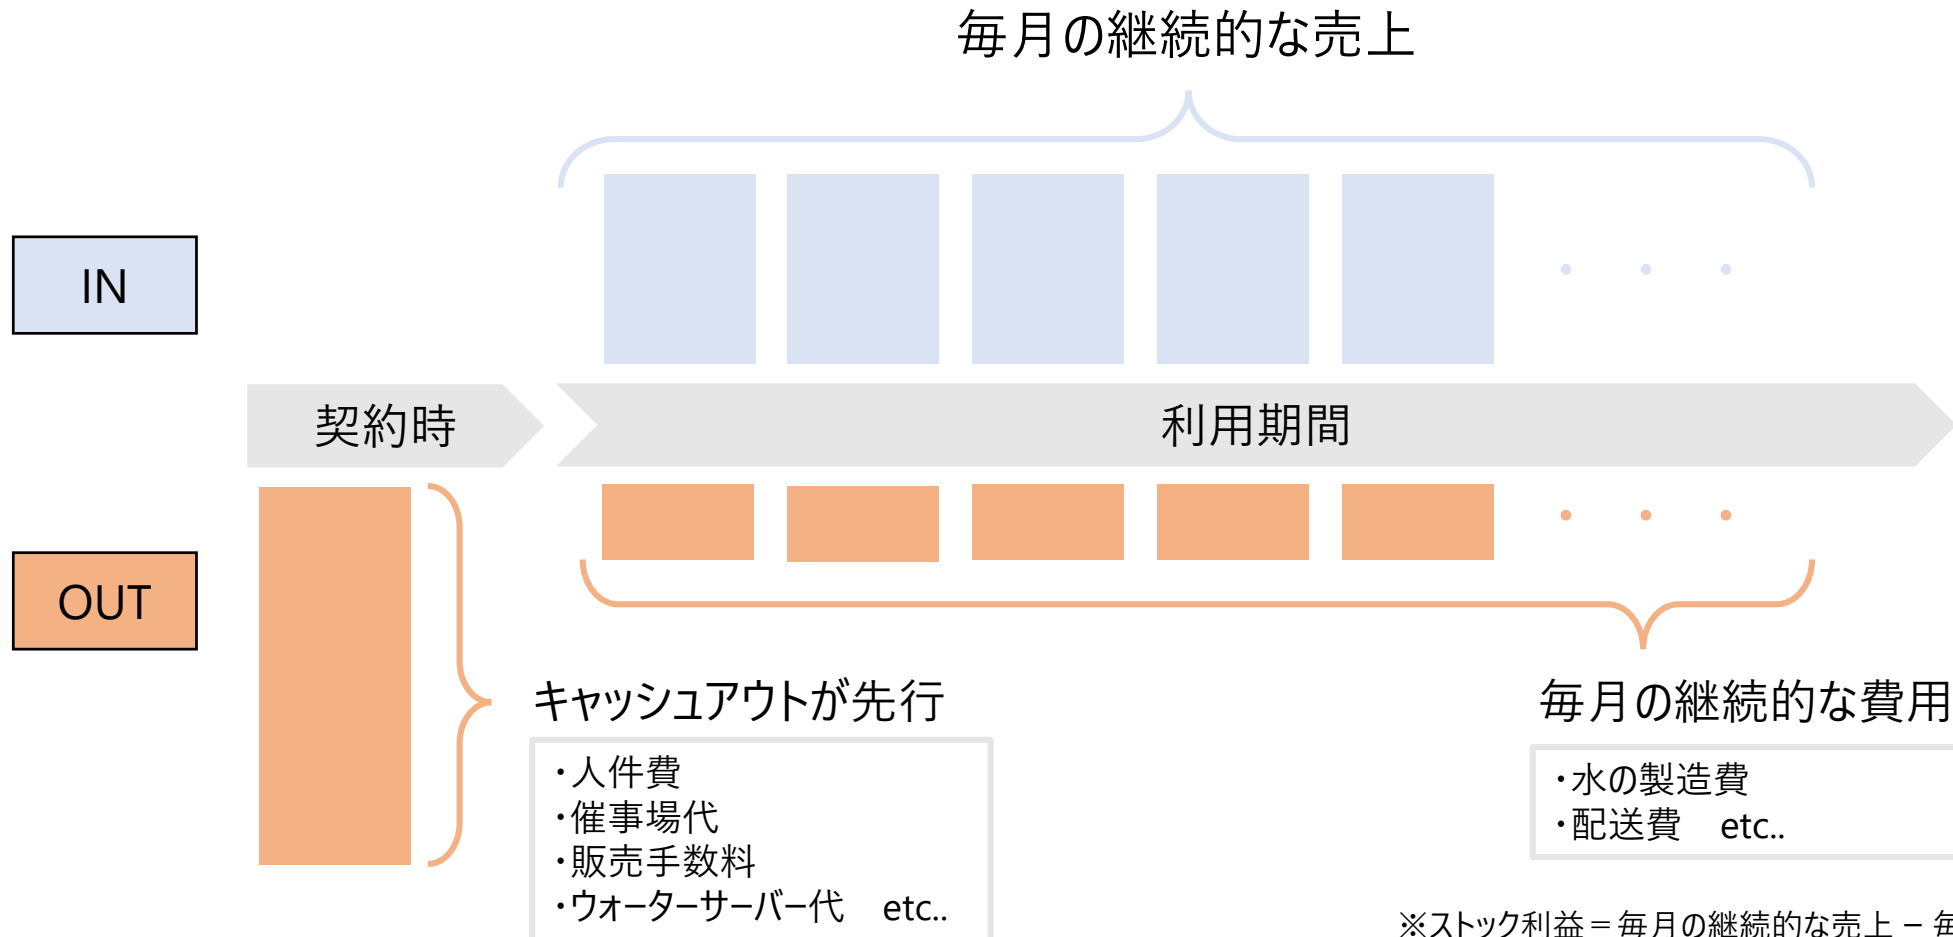 毎月の継続的な売上
IN
契約時
利用期間
OUT
キャッシュアウトが先行
・人件費
・催事場代
・販売手数料
・ウォーターサーバー代　etc..
毎月の継続的な費用
・水の製造費
・配送費　etc..
※ストック利益＝毎月の継続的な売上 － 毎